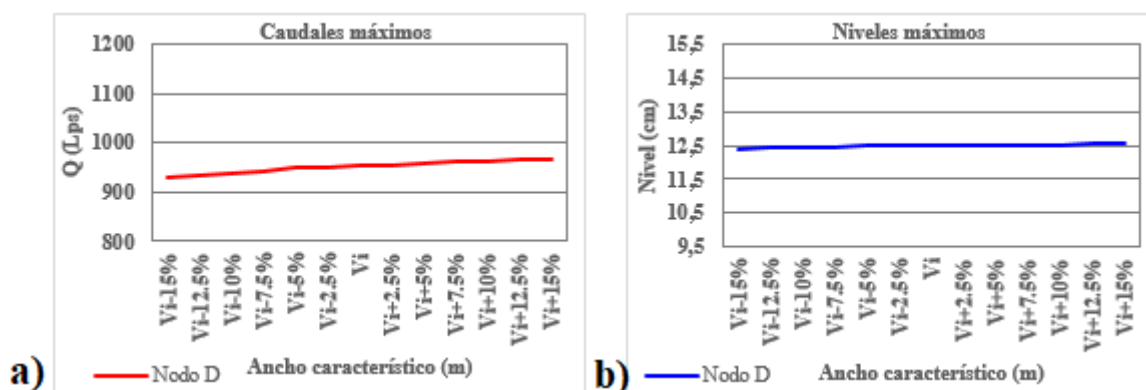 Caudales máximos
1200
1100
1000
900
800
Q (Lps)
Vi-15%
Vi-12.5%
Vi-10%
Vi-7.5%
Vi-5%
Vi-2.5%
Vi
Vi+2.5%
Vi+5%
Vi+7.5%
Vi+10%
Vi+12.5%
Vi+15%
Ancho característico (m)
a)
Nodo D
Niveles máximos
15,5
14,5
13,5
12,5
11,5
10,5
9,5
Nivel (cm)
Vi-15%
Vi-12.5%
Vi-10%
Vi-7.5%
Vi-5%
Vi-2.5%
Vi
Vi+2.5%
Vi+5%
Vi+7.5%
Vi+10%
Vi+12.5%
Vi+15%
Ancho característico (m)
b)
Nodo D